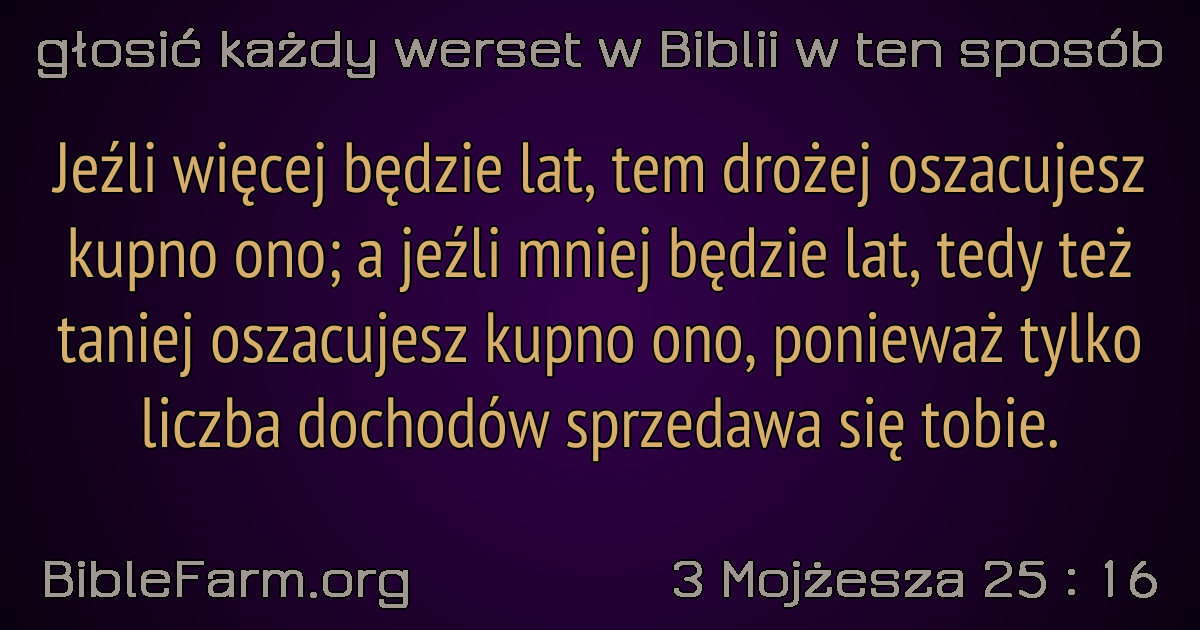 głosić każdy werset w Biblii w ten sposób
Jeźli więcej będzie lat, tem drożej oszacujesz
kupno ono; a jeźli mniej będzie lat, tedy też
taniej oszacujesz kupno ono, ponieważ tylko
liczba dochodów sprzedawa się tobie.
BibleFarm.org
3 Mojżesza 25 : 16